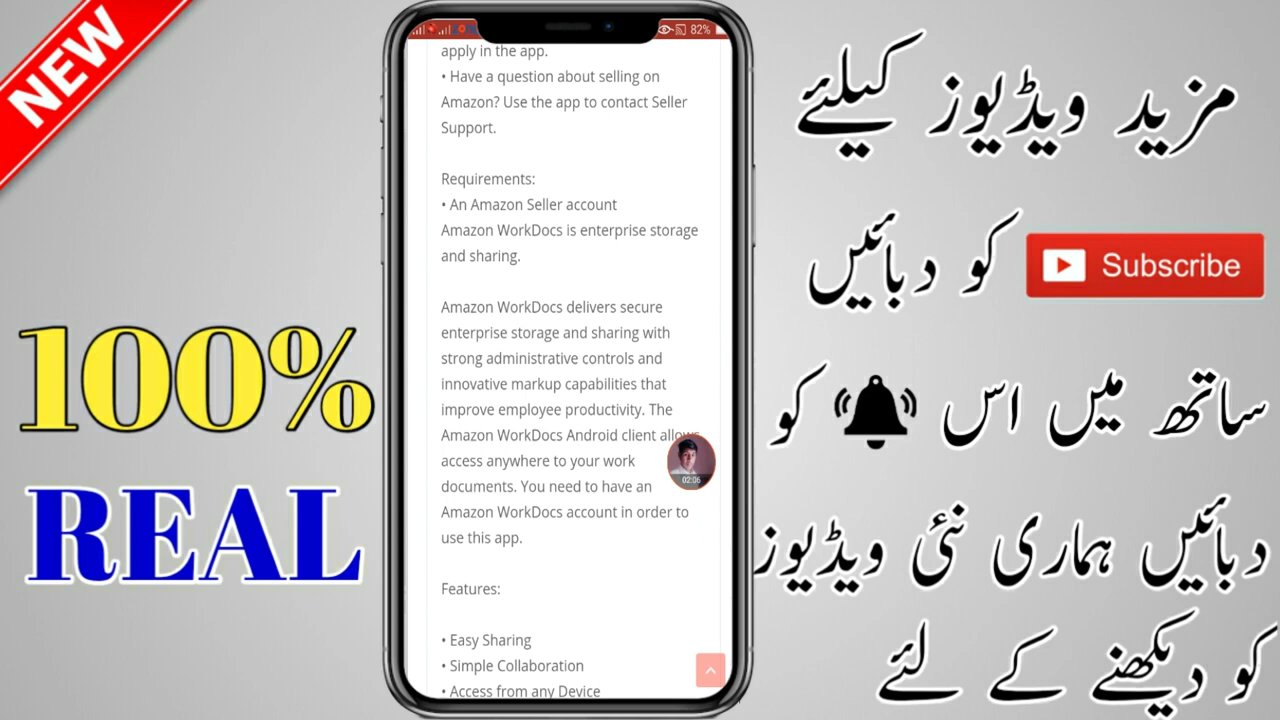 NEW
82%
apply in the app.
• Have a question about selling on
Amazon? Use the app to contact Seller
Support.
Requirements:
• An Amazon Seller account
Amazon WorkDocs is enterprise storage
and sharing.
Amazon WorkDocs delivers secure
enterprise storage and sharing with
strong administrative controls and
innovative markup capabilities that
improve employee productivity. The
Amazon WorkDocs Android client allows
access anywhere to your work
documents. You need to have an
Amazon WorkDocs account in order to
use this app.
Features:
• Easy Sharing
• Simple Collaboration
• Access from any Device
02:06
100%
REAL
مزید ویڈیوز کیلئے
Subscribe کو دبائیں
ساتھ میں اس کو
دبائیں ہماری نئی ویڈیوز
کو دیکھنے کے لئے